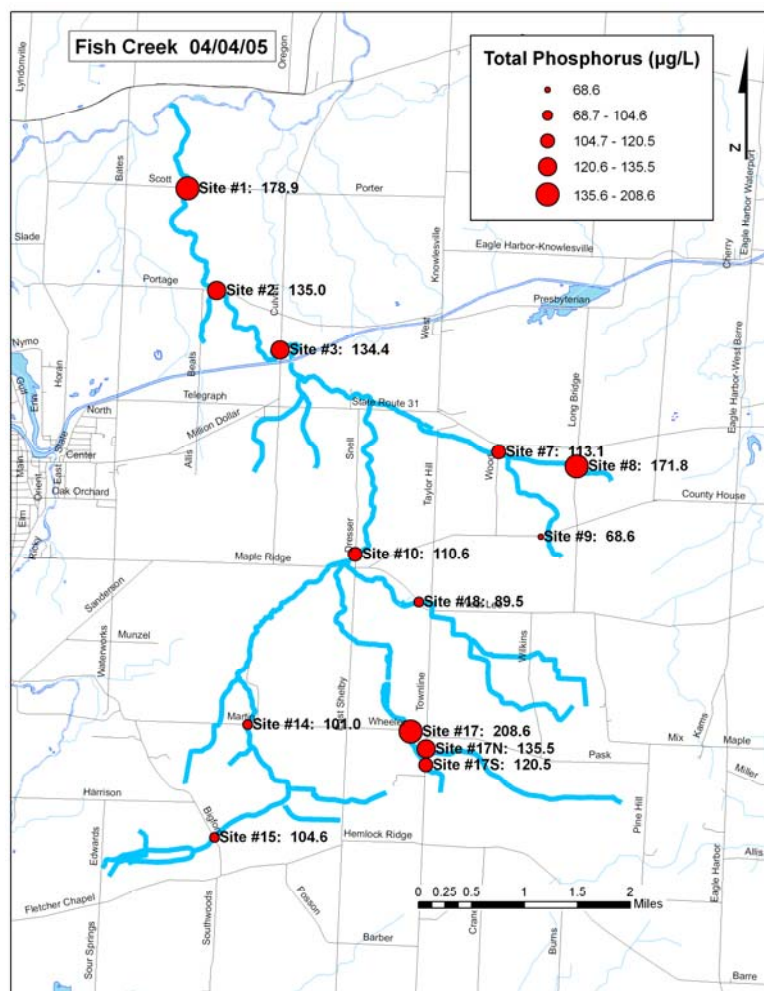 Fish Creek 04/04/05
Total Phosphorus (µg/L)
68.6
68.7 - 104.6
104.7 - 120.5
120.6 - 135.5
135.6 - 208.6
Z
Lyndonville
Oregon
Bates
Scott
Site #1: 178.9
Porter
Slade
Knowlesville
Eagle Harbor-Knowlesville
Cherry
Eagle Harbor Waterport
Portage
Site #2: 135.0
Presbyterian
West
Site #3: 134.4
Nymo
Gulf
Erin
Horan
Beals
Telegraph
State Route 31
North
Million Dollar
Long Bridge
Eagle Harbor-West Barre
State
Center
Allis
Snell
Taylor Hill
Site #7: 113.1
Site #8: 171.8
Main
Orient
East
Oak Orchard
County House
Elm
Ricky
Site #9: 68.6
Maple Ridge
Site #10: 110.6
Sanderson
Site #18: 89.5
Munzel
Waterworks
Wilkins
Townline
Site #14: 101.0
Site #17: 208.6
Site #17N: 135.5
Site #17S: 120.5
Pask
Mix
Kams
Maple
Miller
Harrison
Pine Hill
Edwards
Site #15: 104.6
Hemlock Ridge
Allis
Fletcher Chapel
Eagle Harbor
0 0.25 0.5 1 1.5 2
Miles
Sour Springs
Southwoods
Fosson
Barber
Burns
Barre